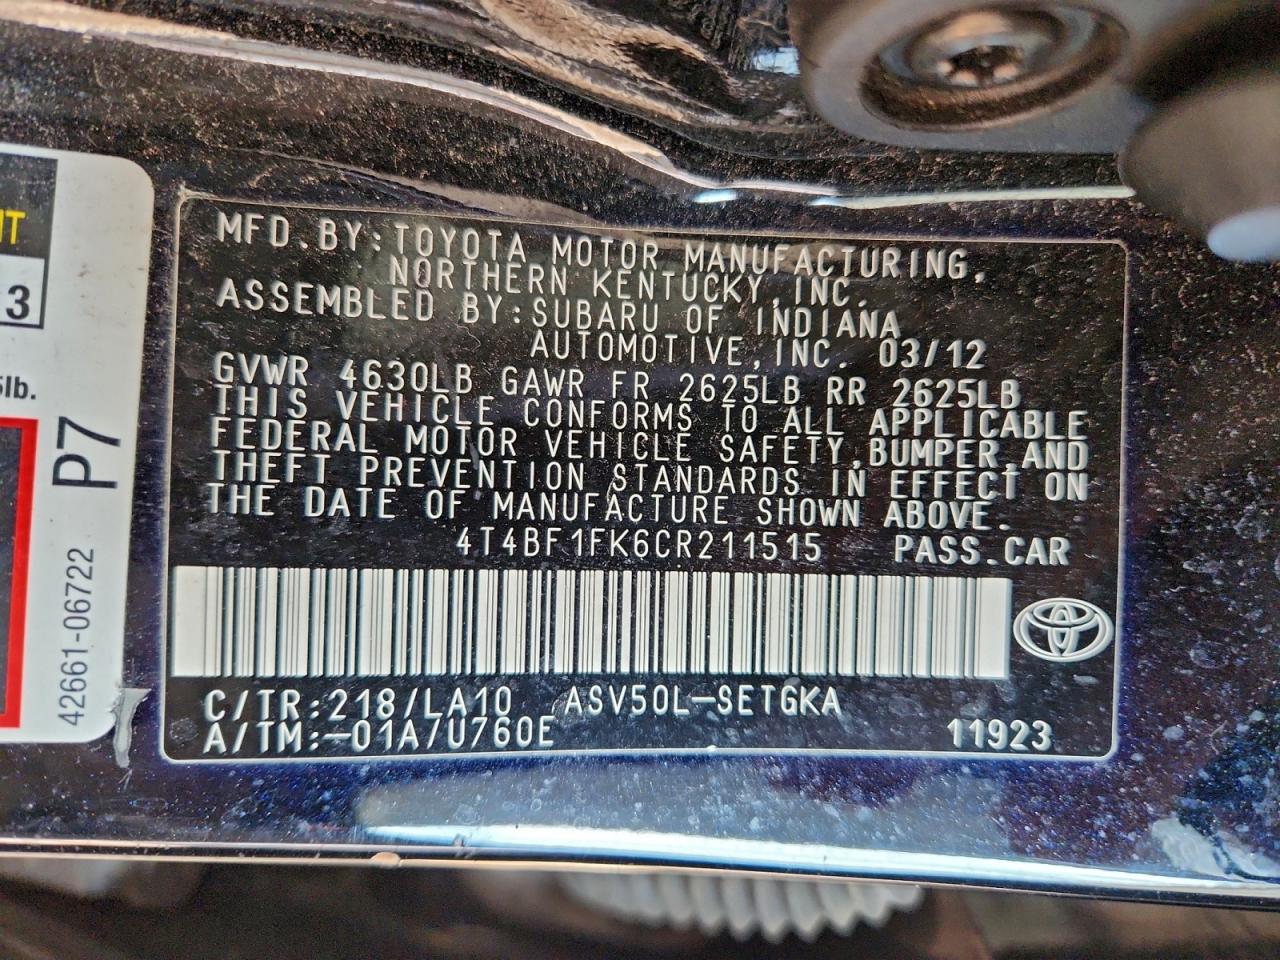 MFD.BY:TOYOTA MOTOR MANUFACTURING,
NORTHERN KENTUCKY,INC.
ASSEMBLED BY:SUBARU OF INDIANA
AUTOMOTIVE,INC. 03/12
GVWR 4630LB GAWR FR 2625LB RR 2625LB
THIS VEHICLE CONFORMS TO ALL APPLICABLE
FEDERAL MOTOR VEHICLE SAFETY,BUMPER,AND
THEFT PREVENTION STANDARDS IN EFFECT ON
THE DATE OF MANUFACTURE SHOWN ABOVE.
4T4BF1FK6CR211515 PASS.CAR
C/TR:218/LA10 ASV50L-SETGKA
A/TM:-01A/U760E 11923
3
lb.
P7
42661-06722